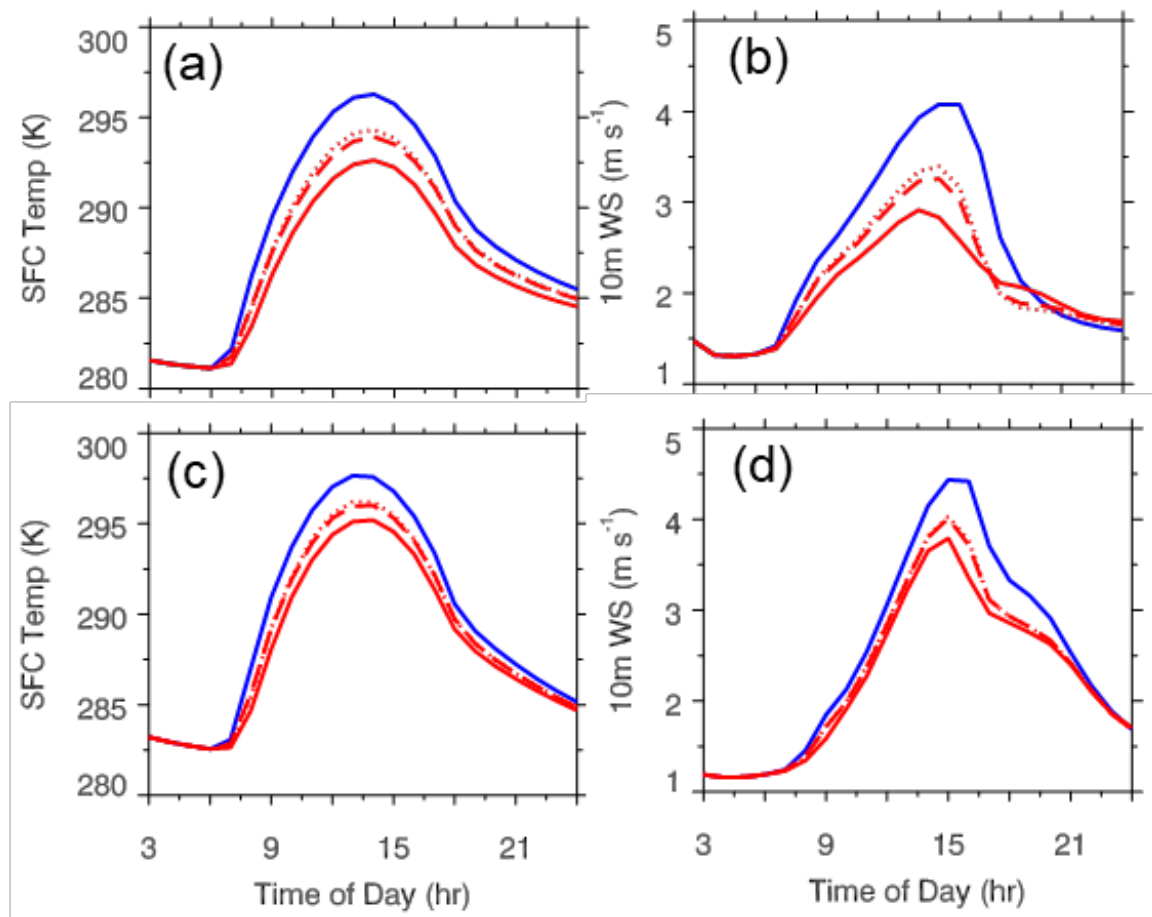 (a)
SFC Temp (K)
300
295
290
285
280
(b)
10m WS (m s⁻¹)
5
4
3
2
1
(c)
SFC Temp (K)
300
295
290
285
280
3 9 15 21
Time of Day (hr)
(d)
10m WS (m s⁻¹)
5
4
3
2
1
3 9 15 21
Time of Day (hr)